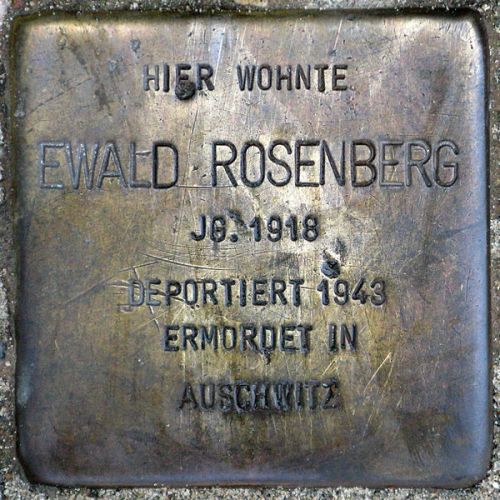 HIER WOHNTE
EWALD ROSENBERG
JG. 1918
DEPORTIERT 1943
ERMORDET IN
AUSCHWITZ